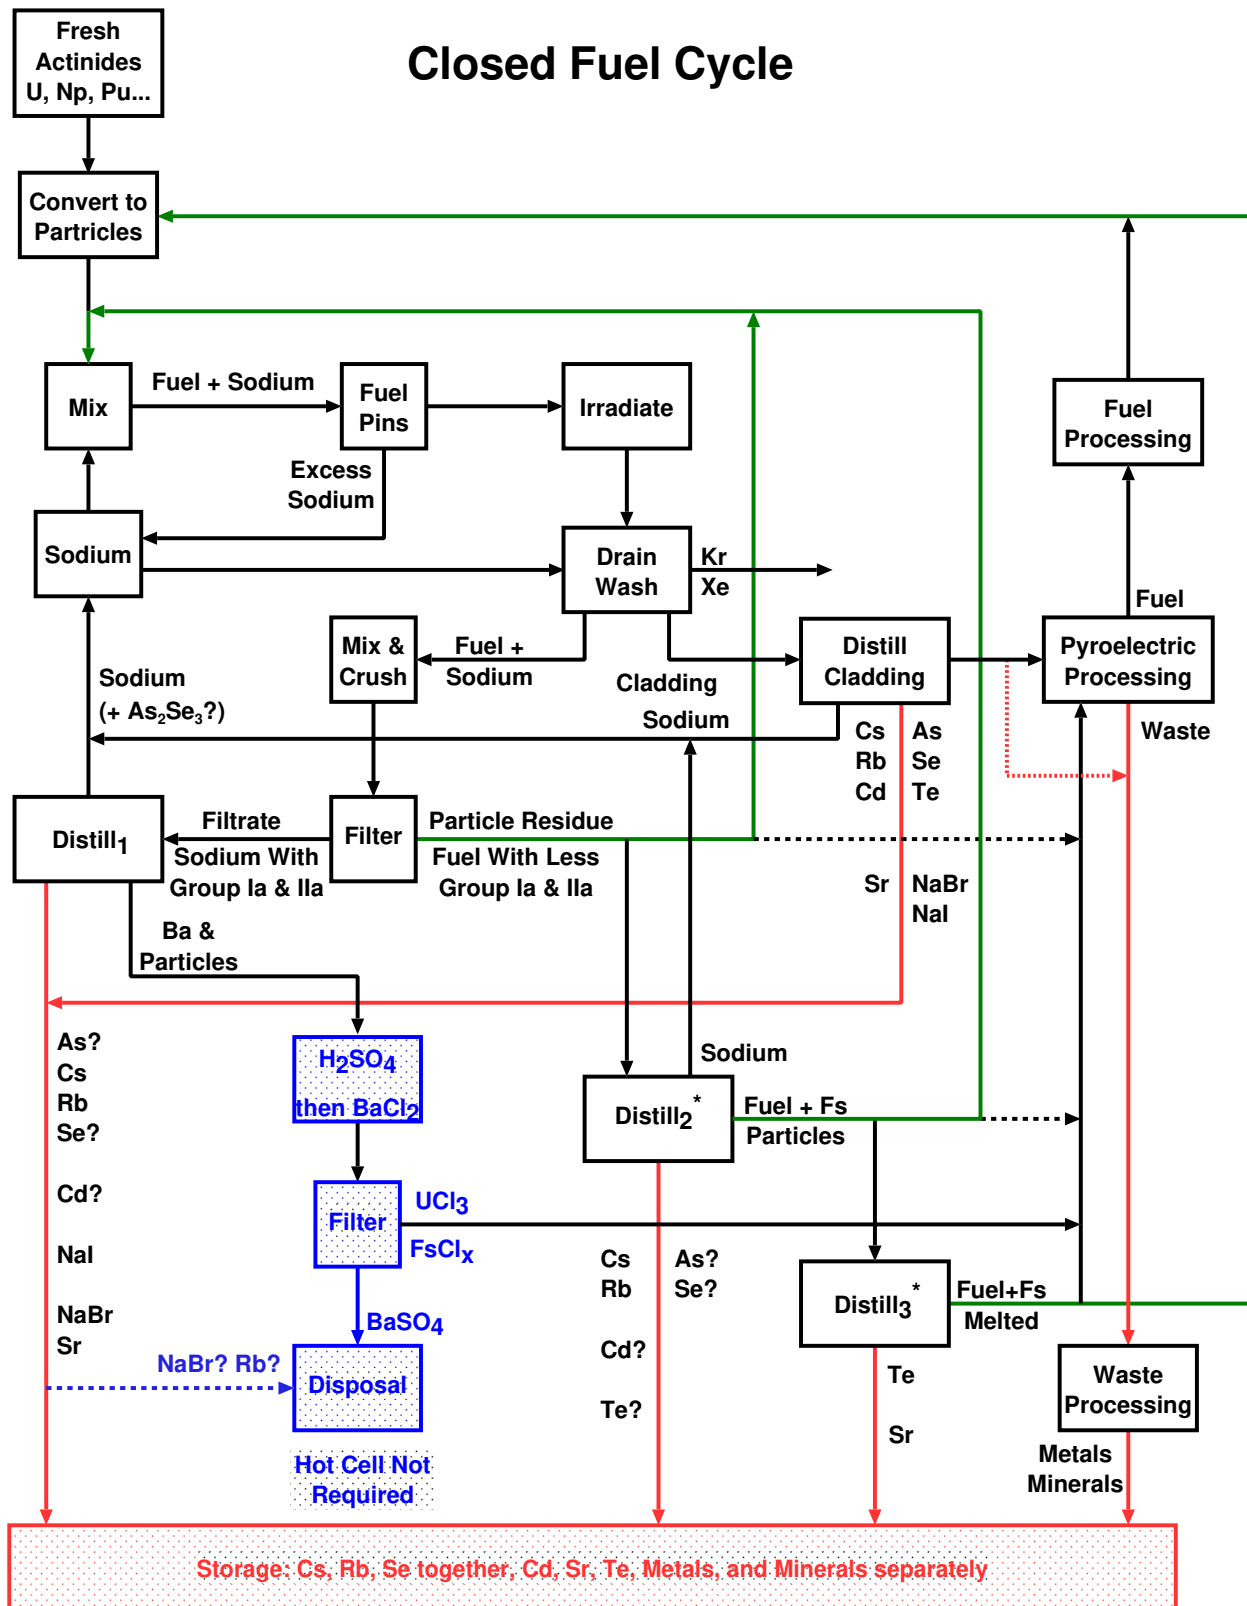 Closed Fuel Cycle
Fresh
Actinides
U, Np, Pu...
Convert to
Partricles
Mix
Fuel + Sodium
Fuel
Pins
Irradiate
Fuel
Processing
Excess
Sodium
Sodium
Drain
Wash
Kr
Xe
Fuel
Mix &
Crush
Fuel +
Sodium
Cladding
Distill
Cladding
Pyroelectric
Processing
Sodium
(+ As₂Se₃?)
Sodium
Cs
Rb
Cd
As
Se
Te
Waste
Distill₁
Filtrate
Sodium With
Group Ia & IIa
Filter
Particle Residue
Fuel With Less
Group Ia & IIa
Sr
NaBr
NaI
Ba &
Particles
As?
Cs
Rb
Se?
Cd?
NaI
NaBr
Sr
H₂SO₄
then BaCl₂
Sodium
Distill₂*
Fuel + Fs
Particles
Filter
UCl₃
FsClₓ
BaSO₄
Cs
Rb
Cd?
Te?
As?
Se?
Distill₃*
Fuel+Fs
Melted
NaBr? Rb?
Disposal
Te
Sr
Waste
Processing
Hot Cell Not
Required
Metals
Minerals
Storage: Cs, Rb, Se together, Cd, Sr, Te, Metals, and Minerals separately